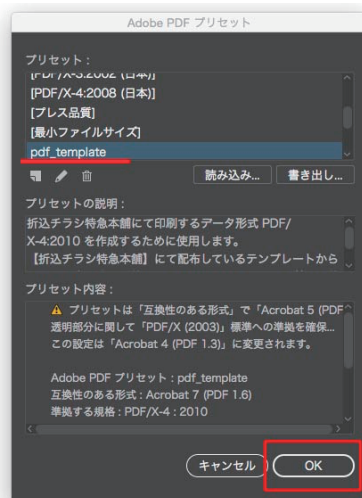 Adobe PDF プリセット
プリセット :
[PDF/X-3:2002 (日本)]
[PDF/X-4:2008 (日本)]
[プレス品質]
[最小ファイルサイズ]
pdf_template
読み込み... 書き出し...
プリセットの説明 :
折込チラシ特急本舗にて印刷するデータ形式 PDF/
X-4:2010 を作成するために使用します。
【折込チラシ特急本舗】にて配布しているテンプレートから
プリセット内容 :
プリセットは「互換性のある形式」で「Acrobat 5 (PDF
透明部分に関して「PDF/X (2003)」標準への準拠を確保...
この設定は「Acrobat 4 (PDF 1.3)」に変更されます。
Adobe PDF プリセット : pdf_template
互換性のある形式 : Acrobat 7 (PDF 1.6)
準拠する規格 : PDF/X-4 : 2010
キャンセル OK